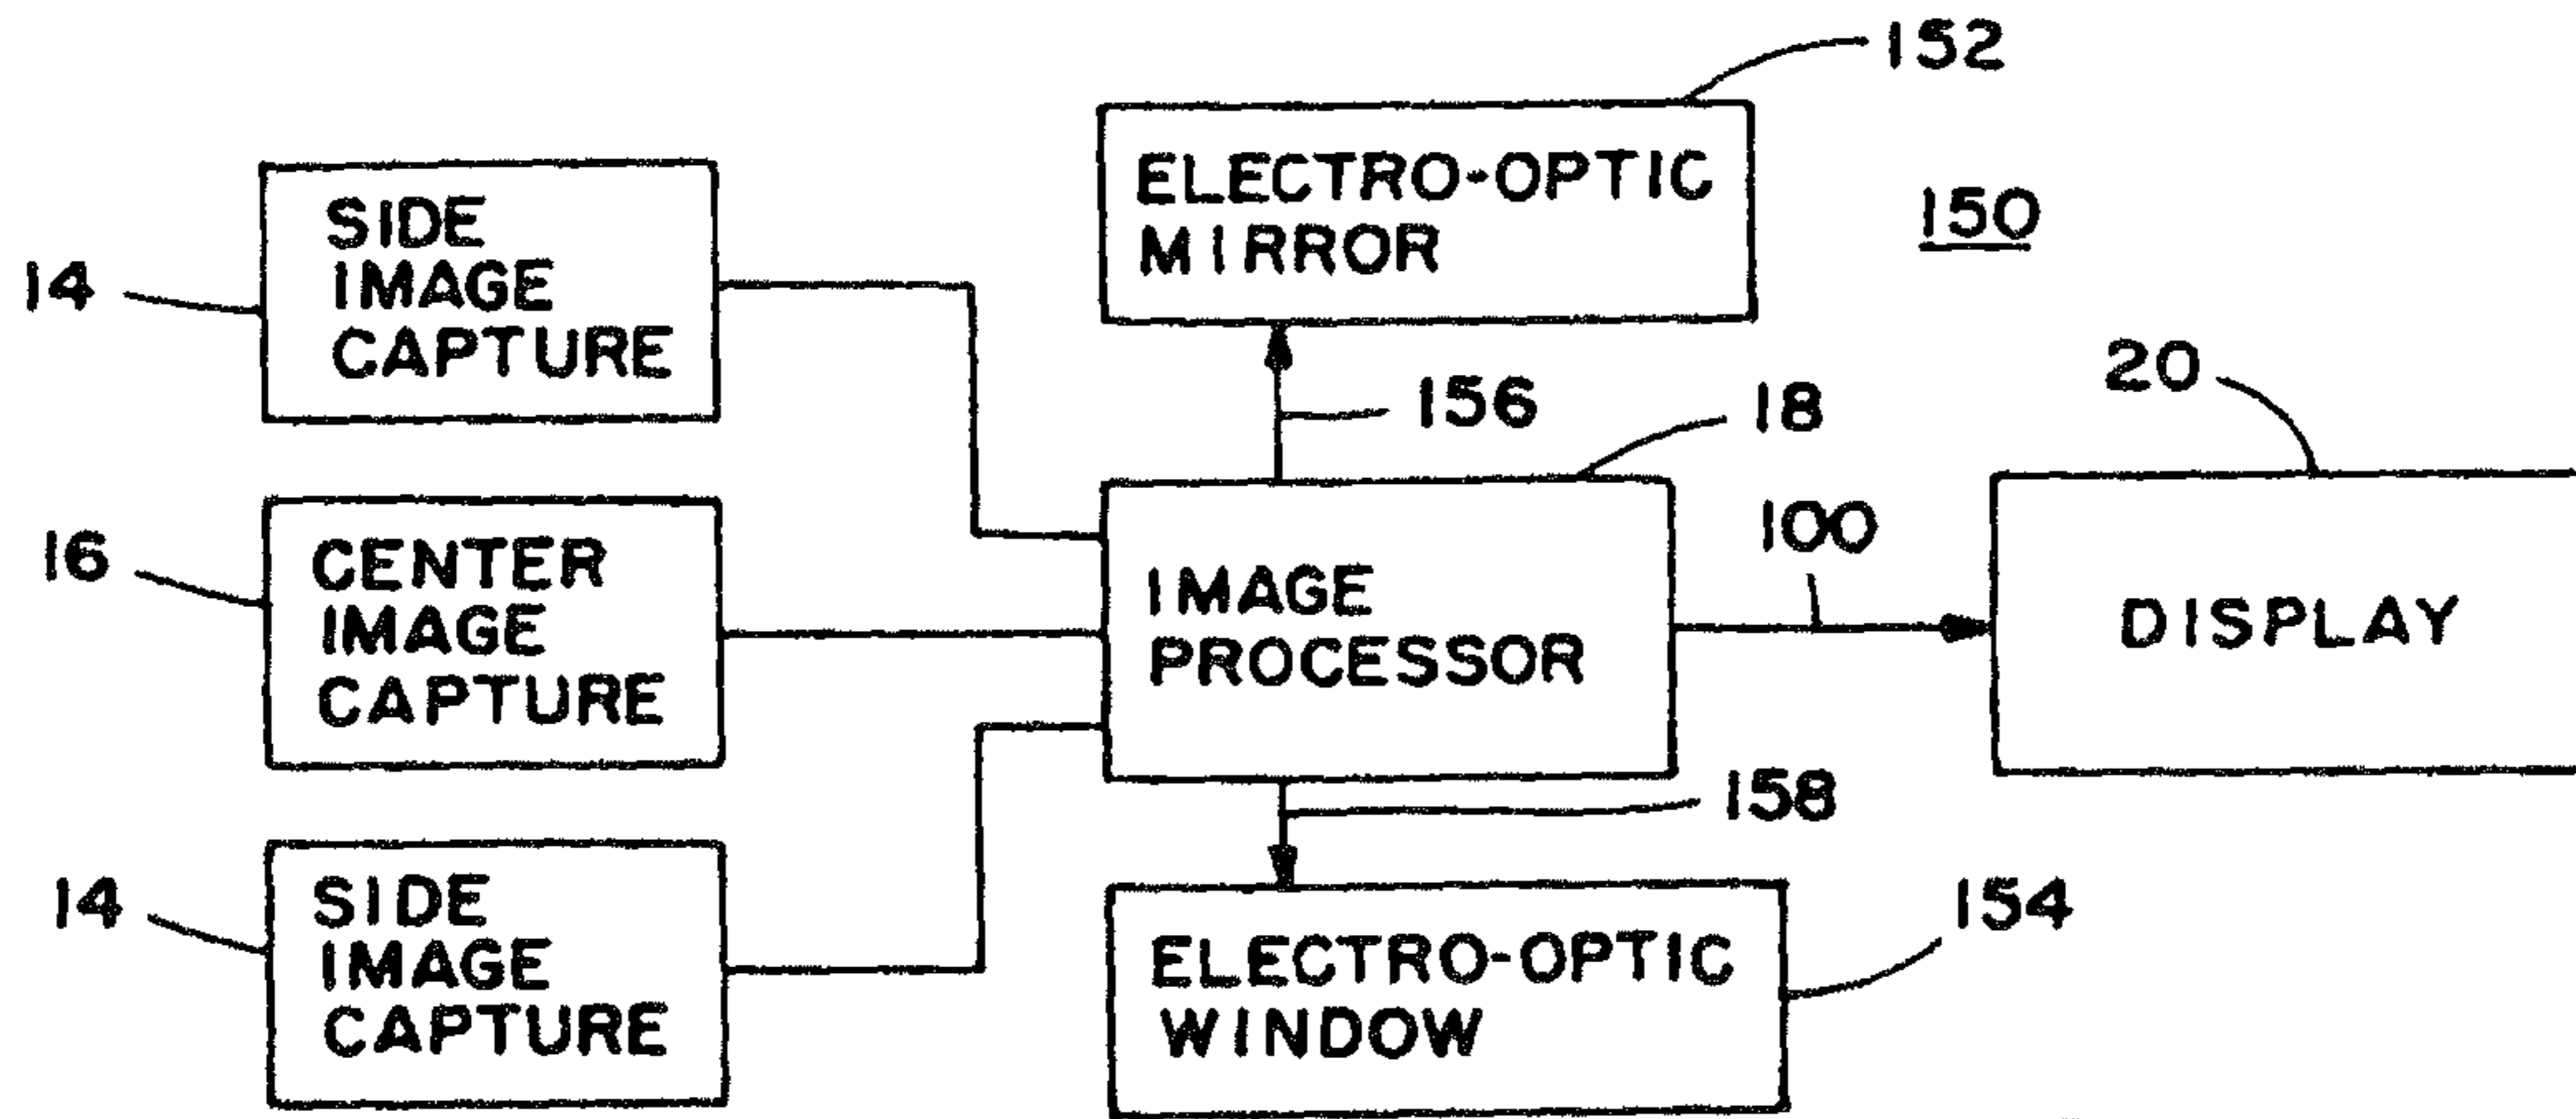 152
ELECTRO-OPTIC
MIRROR
150
SIDE
IMAGE
CAPTURE
14
156
18
20
100
16
CENTER
IMAGE
CAPTURE
IMAGE
PROCESSOR
DISPLAY
158
14
SIDE
IMAGE
CAPTURE
ELECTRO-OPTIC
WINDOW
154